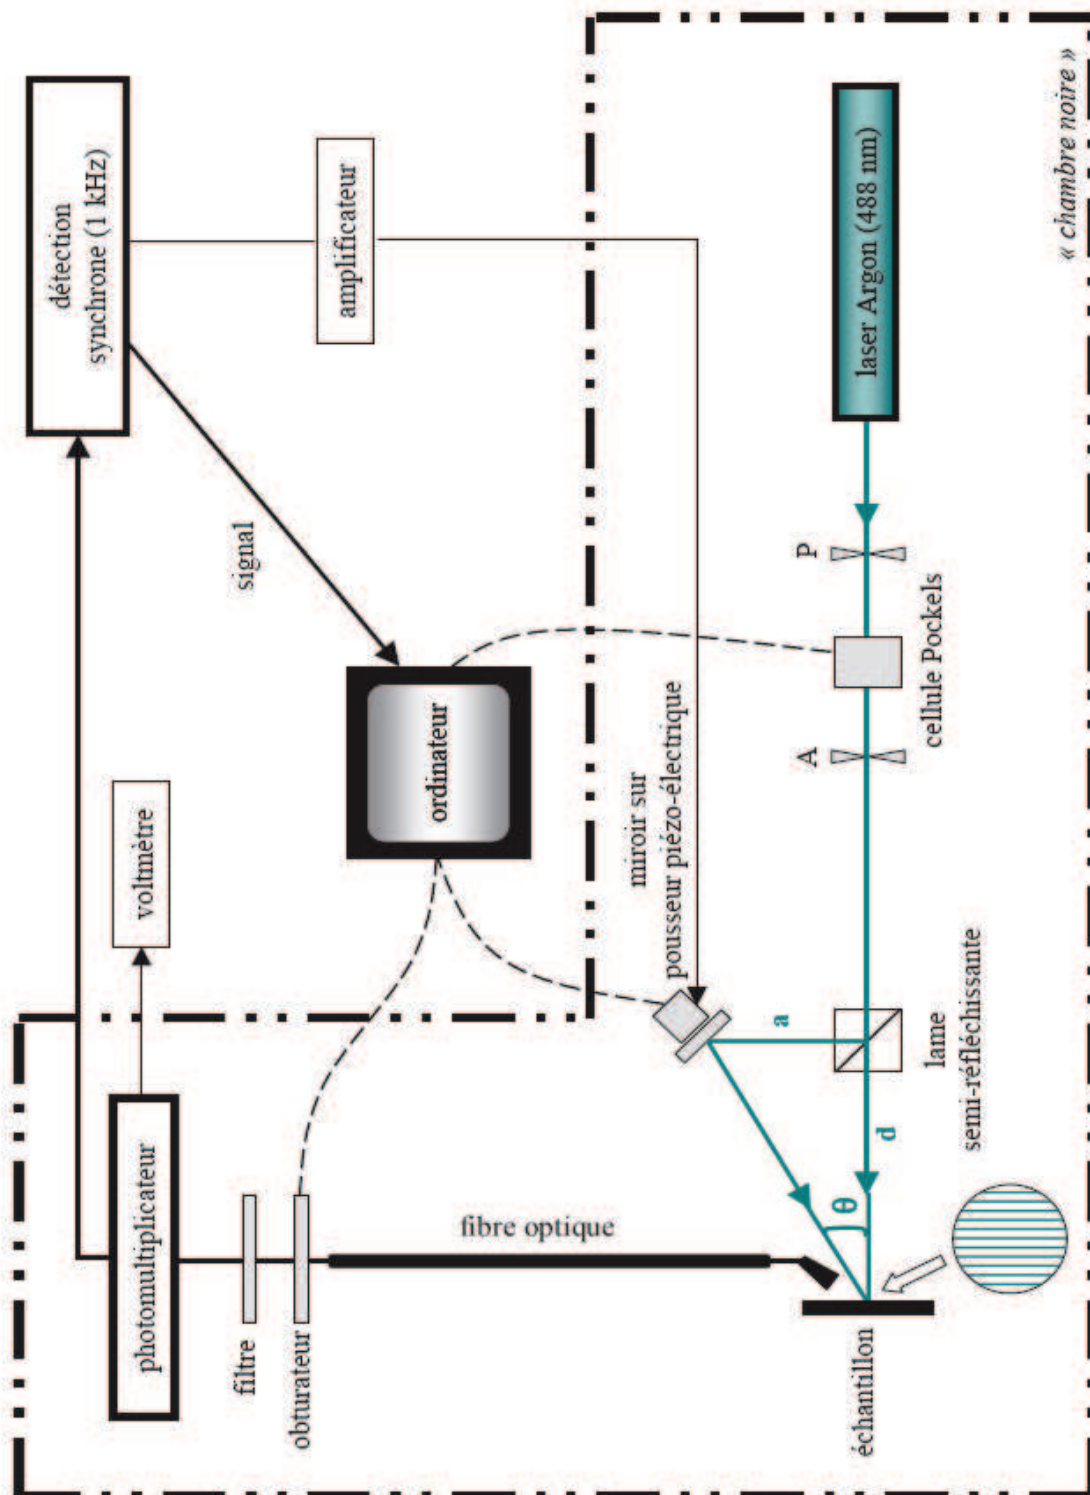 détection
synchrone (1 kHz)
amplificateur
« chambre noire »
laser Argon (488 nm)
signal
P
cellule Pockels
A
ordinateur
voltmètre
miroir sur
pousseur piézo-électrique
a
lame
semi-réfléchissante
d
θ
photomultiplicateur
filtre
obturateur
fibre optique
échantillon